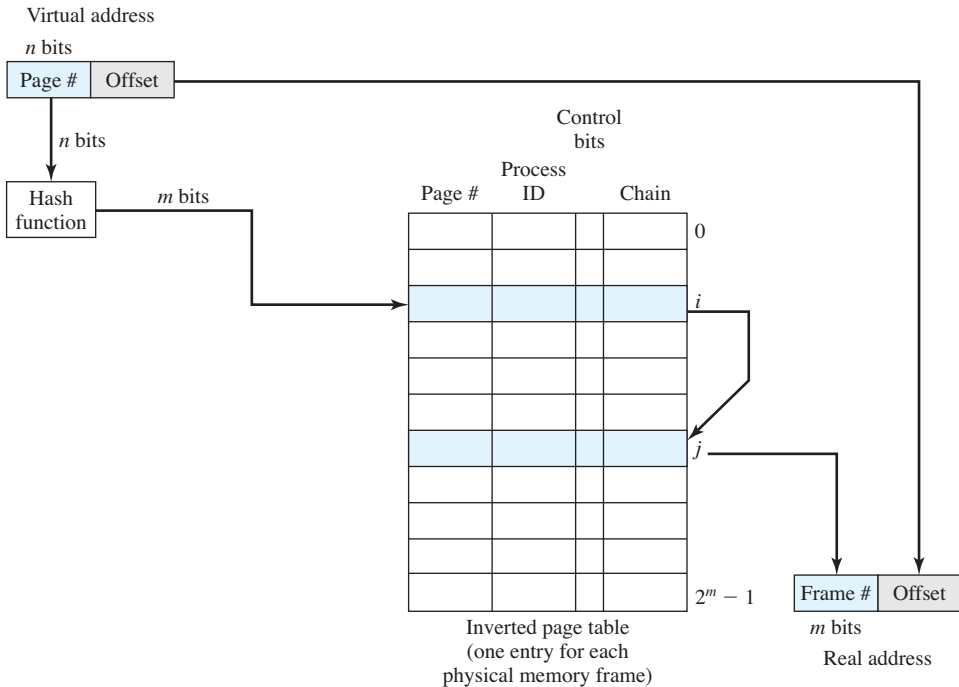 Virtual address
n bits
Page # Offset
n bits
Hash
function
m bits
Control
bits
Process
Page # ID Chain
0
i
j
2^m − 1
Inverted page table
(one entry for each
physical memory frame)
Frame # Offset
m bits
Real address